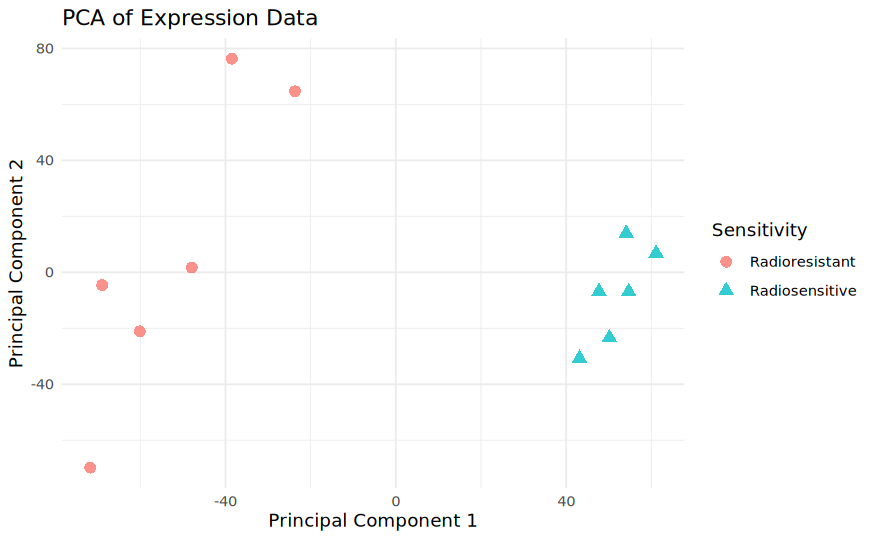 PCA of Expression Data
80
40
0
-40
Principal Component 2
-40
0
40
Principal Component 1
Sensitivity
Radioresistant
Radiosensitive